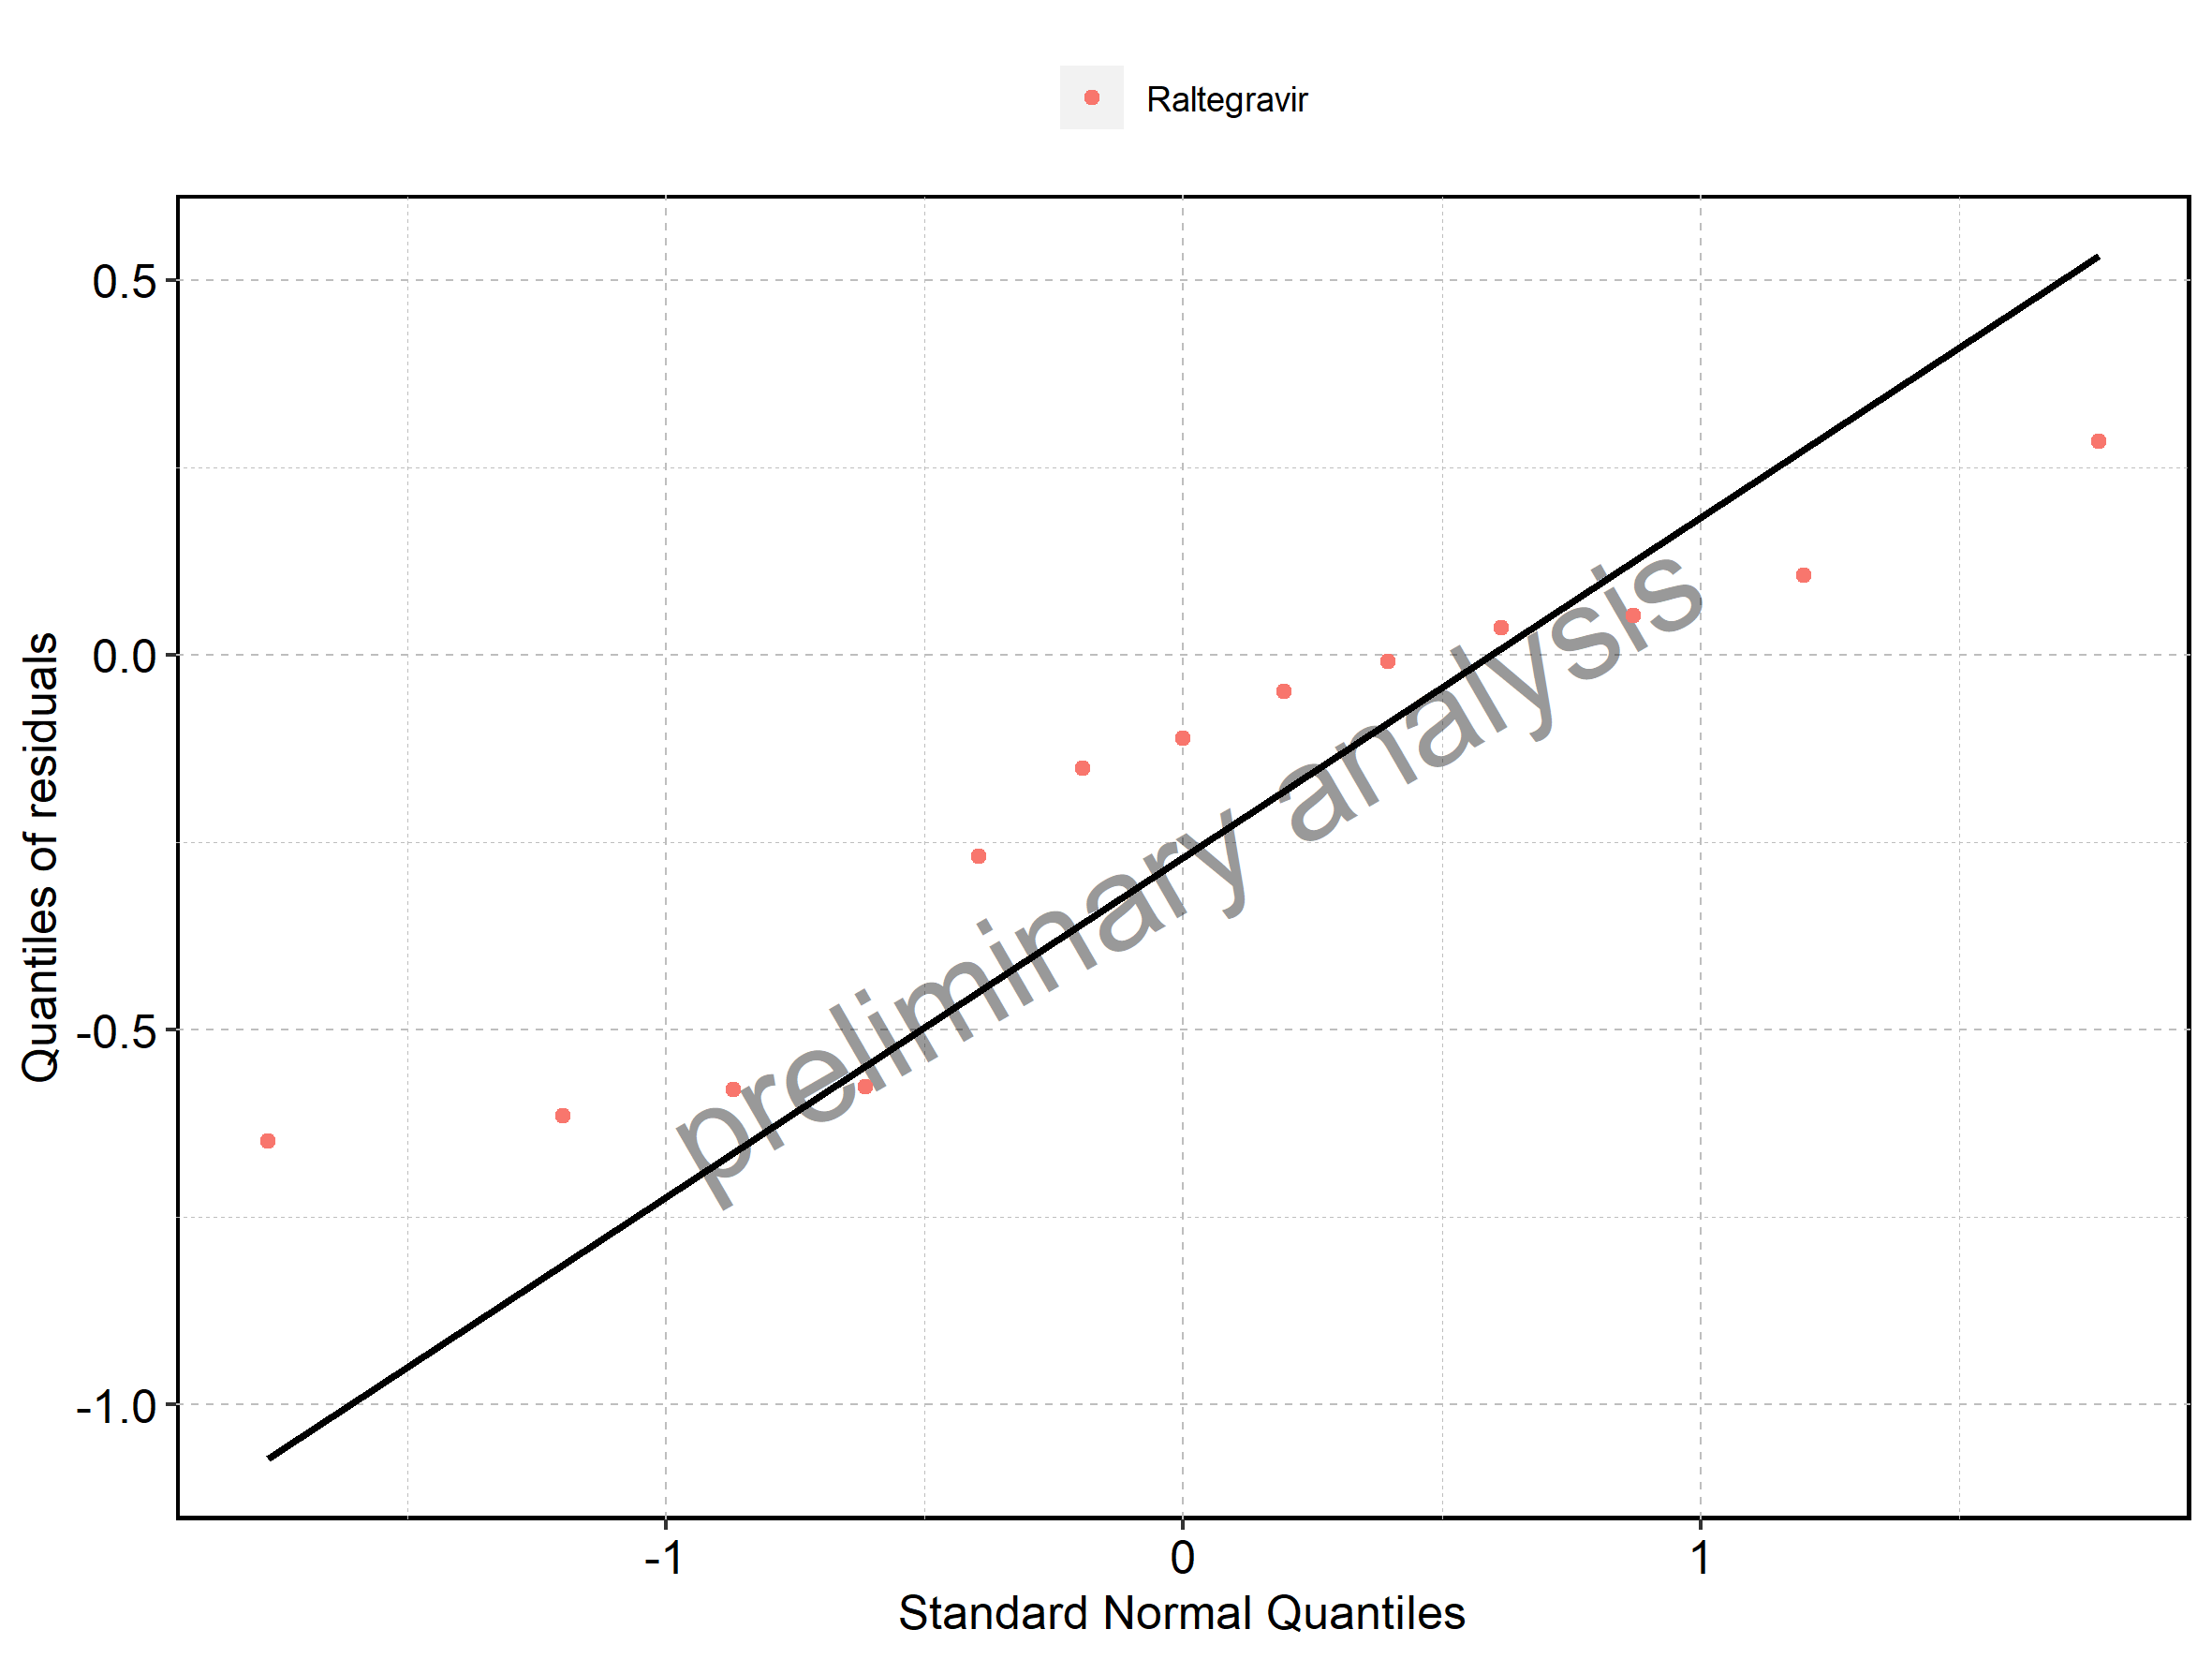 Raltegravir
0.5
0.0
-0.5
-1.0
Quantiles of residuals
preliminary analysis
-1 0 1
Standard Normal Quantiles